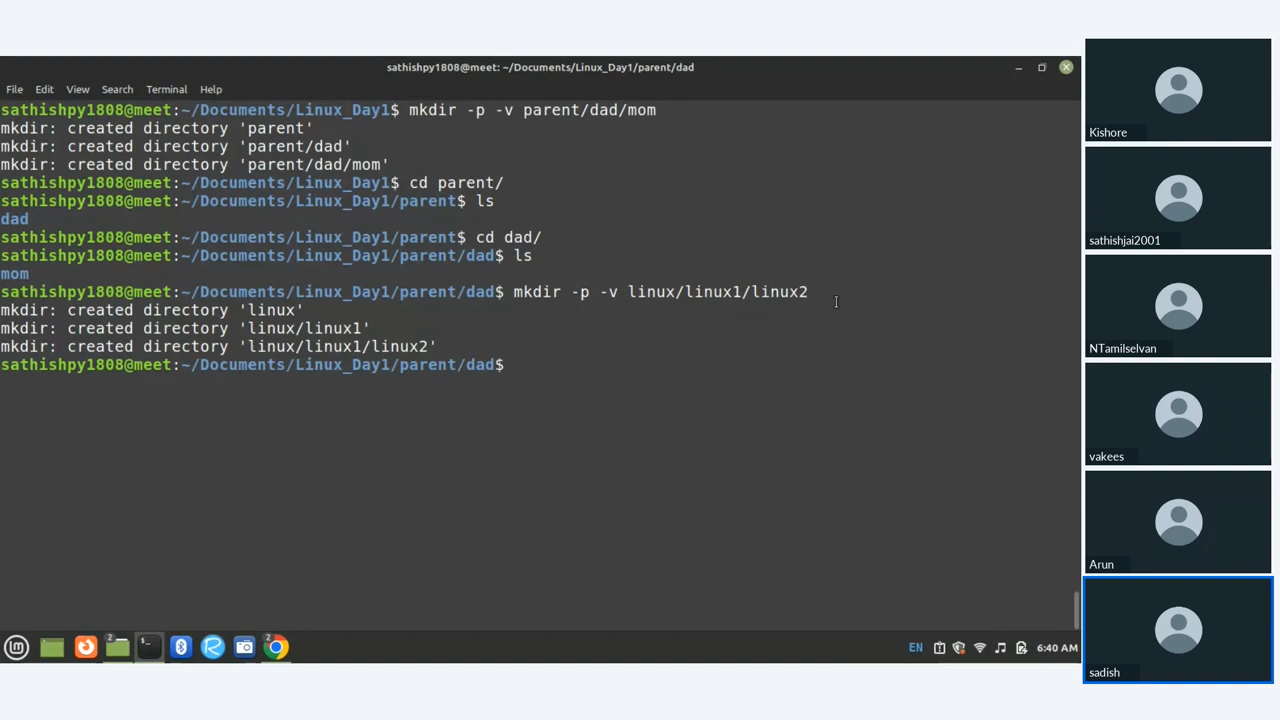 sathishpy1808@meet: ~/Documents/Linux_Day1/parent/dad
File Edit View Search Terminal Help
sathishpy1808@meet:~/Documents/Linux_Day1$ mkdir -p -v parent/dad/mom
mkdir: created directory 'parent'
mkdir: created directory 'parent/dad'
mkdir: created directory 'parent/dad/mom'
sathishpy1808@meet:~/Documents/Linux_Day1$ cd parent/
sathishpy1808@meet:~/Documents/Linux_Day1/parent$ ls
dad
sathishpy1808@meet:~/Documents/Linux_Day1/parent$ cd dad/
sathishpy1808@meet:~/Documents/Linux_Day1/parent/dad$ ls
mom
sathishpy1808@meet:~/Documents/Linux_Day1/parent/dad$ mkdir -p -v linux/linux1/linux2
mkdir: created directory 'linux'
mkdir: created directory 'linux/linux1'
mkdir: created directory 'linux/linux1/linux2'
sathishpy1808@meet:~/Documents/Linux_Day1/parent/dad$
2
2
EN
6:40 AM
Kishore
sathishjai2001
NTamilselvan
vakees
Arun
sadish